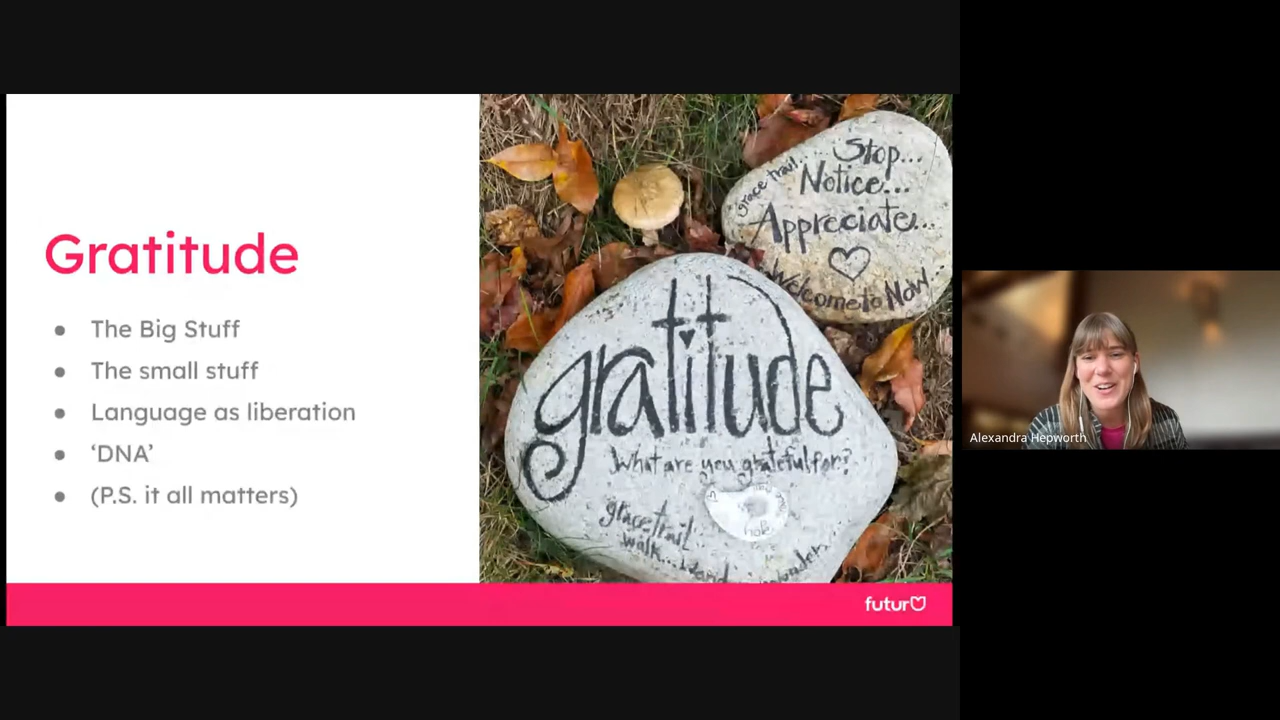 Gratitude
● The Big Stuff
● The small stuff
● Language as liberation
● ‘DNA’
● (P.S. it all matters)
grace trail...
Stop...
Notice...
Appreciate...
Welcome to Now...
gratitude
What are you grateful for?
grace trail
walk...
hope
futur
Alexandra Hepworth